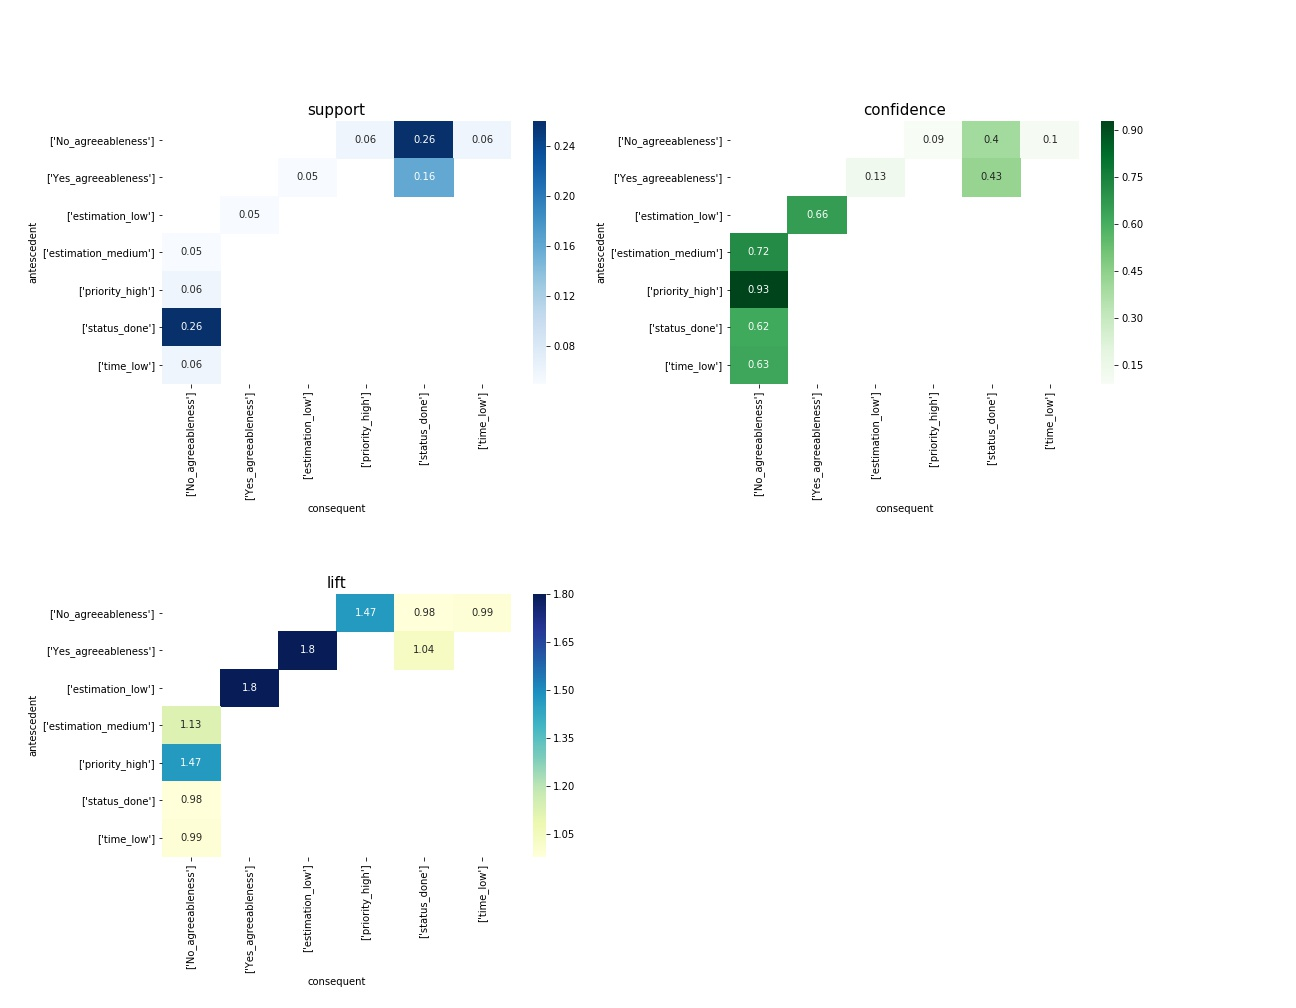 support
['No_agreeableness']
['Yes_agreeableness']
['estimation_low']
['estimation_medium']
['priority_high']
['status_done']
['time_low']
antescedent
0.06 0.26 0.06
0.05 0.16
0.05
0.05
0.06
0.26
0.06
0.24
0.20
0.16
0.12
0.08
['No_agreeableness']
['Yes_agreeableness']
['estimation_low']
['priority_high']
['status_done']
['time_low']
consequent
confidence
['No_agreeableness']
['Yes_agreeableness']
['estimation_low']
['estimation_medium']
['priority_high']
['status_done']
['time_low']
antescedent
0.09 0.4 0.1
0.13 0.43
0.66
0.72
0.93
0.62
0.63
0.90
0.75
0.60
0.45
0.30
0.15
['No_agreeableness']
['Yes_agreeableness']
['estimation_low']
['priority_high']
['status_done']
['time_low']
consequent
lift
['No_agreeableness']
['Yes_agreeableness']
['estimation_low']
['estimation_medium']
['priority_high']
['status_done']
['time_low']
antescedent
1.47 0.98 0.99
1.8 1.04
1.8
1.13
1.47
0.98
0.99
1.80
1.65
1.50
1.35
1.20
1.05
['No_agreeableness']
['Yes_agreeableness']
['estimation_low']
['priority_high']
['status_done']
['time_low']
consequent